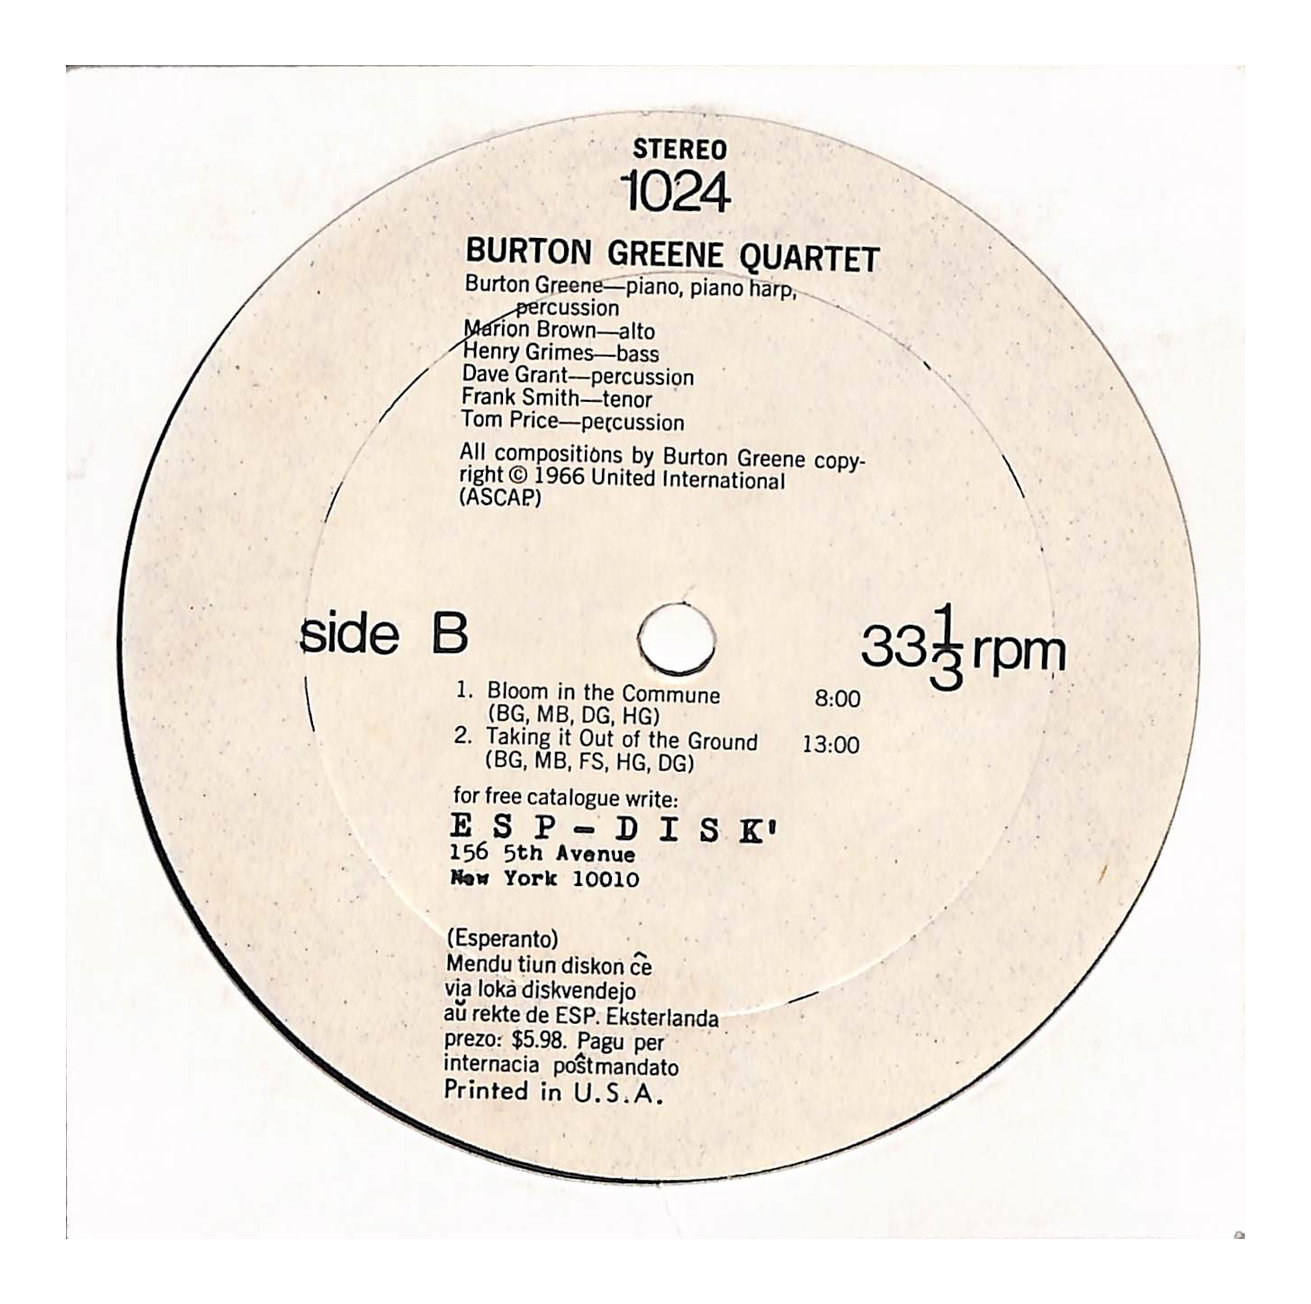 STEREO
1024
BURTON GREENE QUARTET
Burton Greene—piano, piano harp,
percussion
Marion Brown—alto
Henry Grimes—bass
Dave Grant—percussion
Frank Smith—tenor
Tom Price—percussion
All compositions by Burton Greene copy-
right © 1966 United International
(ASCAP)
side B 33 1/3 rpm
1. Bloom in the Commune 8:00
(BG, MB, DG, HG)
2. Taking it Out of the Ground 13:00
(BG, MB, FS, HG, DG)
for free catalogue write:
ESP-DISK'
156 5th Avenue
New York 10010
(Esperanto)
Mendu tiun diskon ĉe
via loka diskvendejo
aŭ rekte de ESP. Eksterlanda
prezo: $5.98. Pagu per
internacia poŝtmandato
Printed in U.S.A.